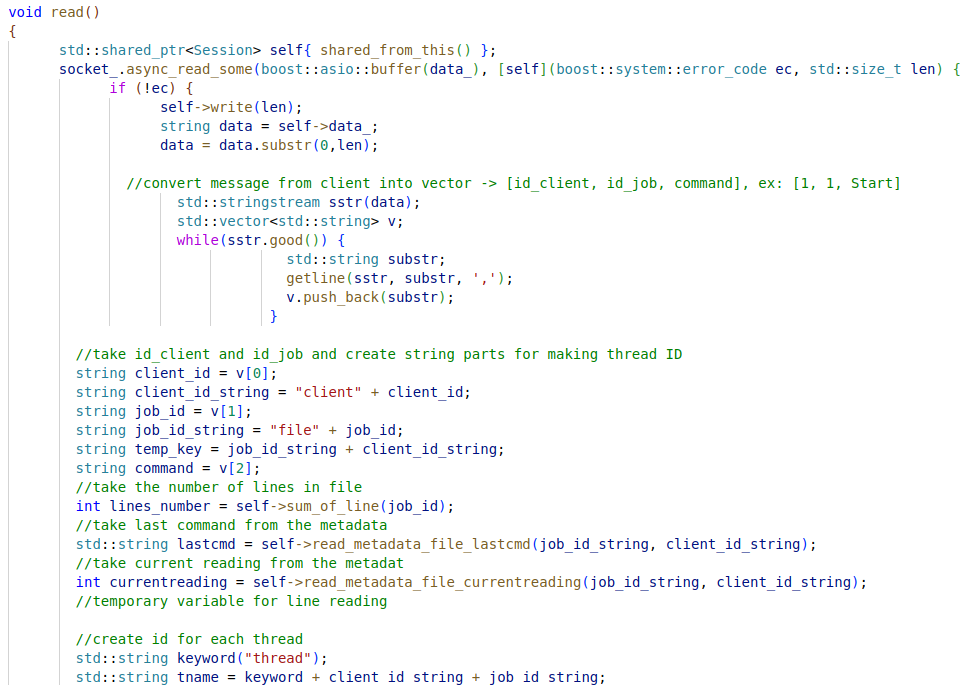 void read()
{
std::shared_ptr<Session> self{ shared_from_this() };
socket_.async_read_some(boost::asio::buffer(data_), [self](boost::system::error_code ec, std::size_t len) {
if (!ec) {
self->write(len);
string data = self->data_;
data = data.substr(0,len);
//convert message from client into vector -> [id_client, id_job, command], ex: [1, 1, Start]
std::stringstream sstr(data);
std::vector<std::string> v;
while(sstr.good()) {
std::string substr;
getline(sstr, substr, ',');
v.push_back(substr);
}
//take id_client and id_job and create string parts for making thread ID
string client_id = v[0];
string client_id_string = "client" + client_id;
string job_id = v[1];
string job_id_string = "file" + job_id;
string temp_key = job_id_string + client_id_string;
string command = v[2];
//take the number of lines in file
int lines_number = self->sum_of_line(job_id);
//take last command from the metadata
std::string lastcmd = self->read_metadata_file_lastcmd(job_id_string, client_id_string);
//take current reading from the metadat
int currentreading = self->read_metadata_file_currentreading(job_id_string, client_id_string);
//temporary variable for line reading
//create id for each thread
std::string keyword("thread");
std::string tname = keyword + client_id_string + job_id_string;